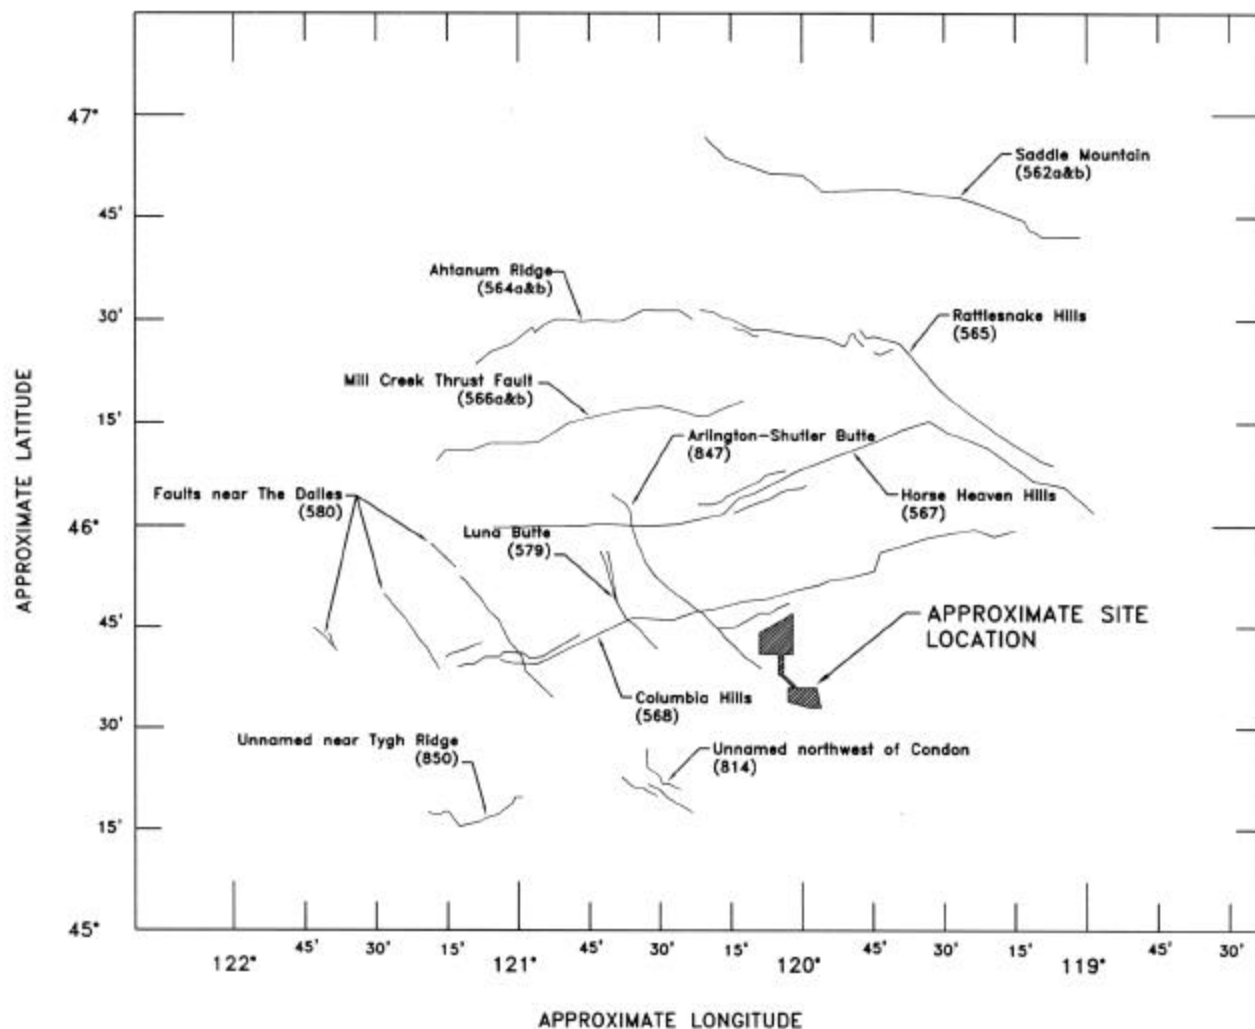 47°
Saddle Mountain
(562a&b)
45'
Ahtanum Ridge
(564a&b)
30'
Rattlesnake Hills
(565)
Mill Creek Thrust Fault
(566a&b)
15'
Arlington-Shutler Butte
(847)
Faults near The Dalles
(580)
Horse Heaven Hills
(567)
46°
Luna Butte
(579)
45'
APPROXIMATE SITE
LOCATION
Columbia Hills
(568)
30'
Unnamed near Tygh Ridge
(850)
Unnamed northwest of Condon
(814)
15'
45°
APPROXIMATE LATITUDE
122°
45'
30'
15'
121°
45'
30'
15'
120°
45'
30'
15'
119°
45'
30'
APPROXIMATE LONGITUDE